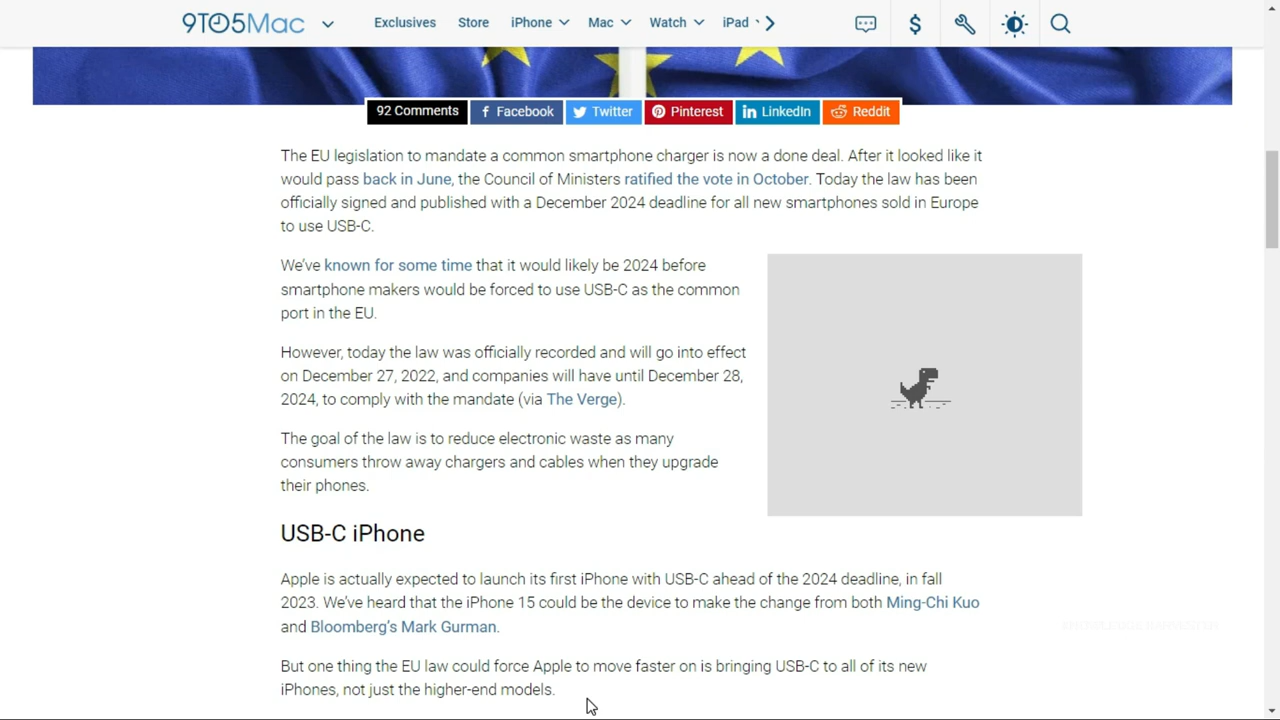 9TO5Mac
Exclusives Store iPhone Mac Watch iPad
92 Comments Facebook Twitter Pinterest LinkedIn Reddit
The EU legislation to mandate a common smartphone charger is now a done deal. After it looked like it
would pass back in June, the Council of Ministers ratified the vote in October. Today the law has been
officially signed and published with a December 2024 deadline for all new smartphones sold in Europe
to use USB-C.
We've known for some time that it would likely be 2024 before
smartphone makers would be forced to use USB-C as the common
port in the EU.
However, today the law was officially recorded and will go into effect
on December 27, 2022, and companies will have until December 28,
2024, to comply with the mandate (via The Verge).
The goal of the law is to reduce electronic waste as many
consumers throw away chargers and cables when they upgrade
their phones.
USB-C iPhone
Apple is actually expected to launch its first iPhone with USB-C ahead of the 2024 deadline, in fall
2023. We've heard that the iPhone 15 could be the device to make the change from both Ming-Chi Kuo
and Bloomberg's Mark Gurman.
But one thing the EU law could force Apple to move faster on is bringing USB-C to all of its new
iPhones, not just the higher-end models.